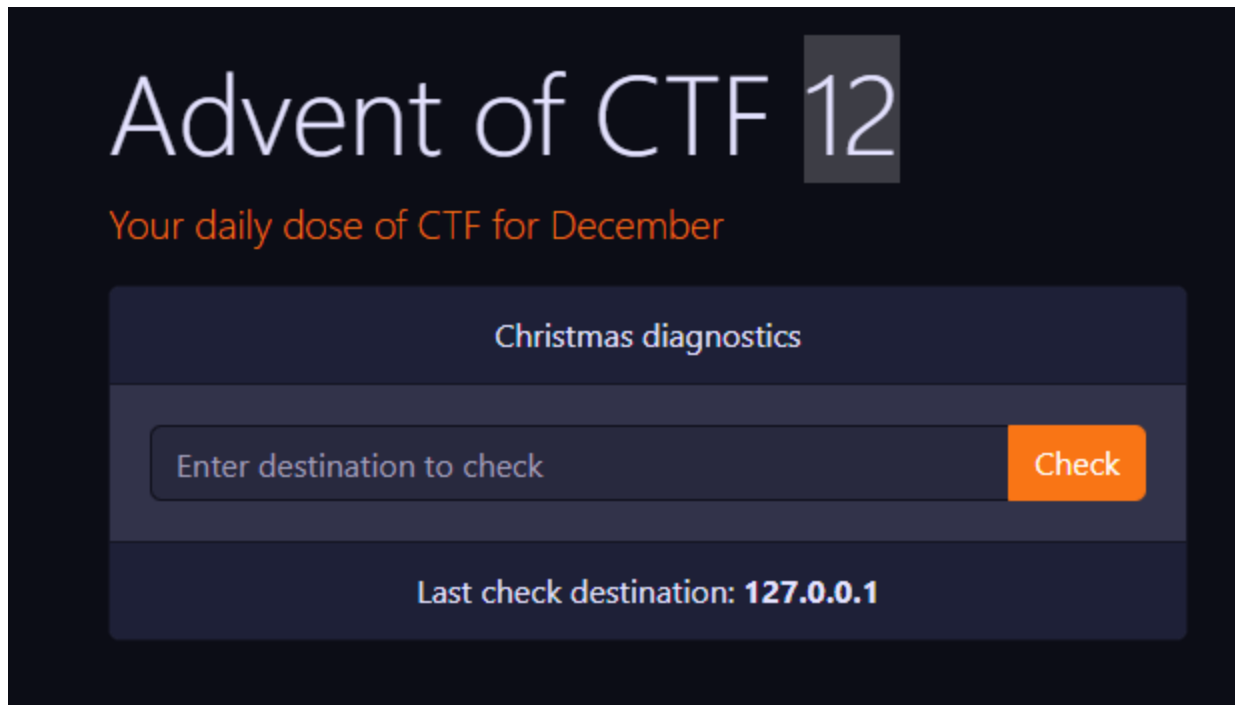 Advent of CTF 12
Your daily dose of CTF for December
Christmas diagnostics
Enter destination to check
Check
Last check destination: 127.0.0.1